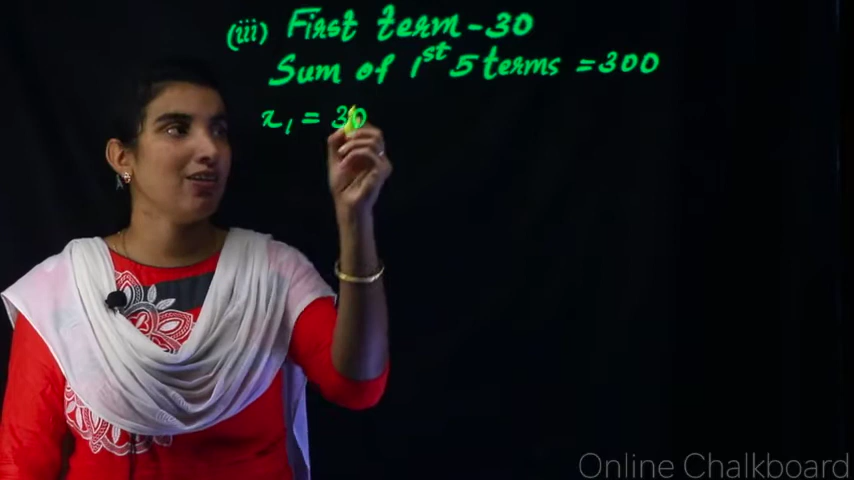 (iii) First term - 30
Sum of 1st 5 terms = 300
x₁ = 30
Online Chalkboard